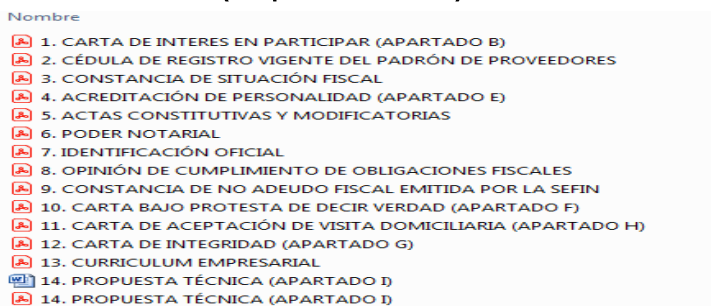 Nombre
1. CARTA DE INTERES EN PARTICIPAR (APARTADO B)
2. CÉDULA DE REGISTRO VIGENTE DEL PADRÓN DE PROVEEDORES
3. CONSTANCIA DE SITUACIÓN FISCAL
4. ACREDITACIÓN DE PERSONALIDAD (APARTADO E)
5. ACTAS CONSTITUTIVAS Y MODIFICATORIAS
6. PODER NOTARIAL
7. IDENTIFICACIÓN OFICIAL
8. OPINIÓN DE CUMPLIMIENTO DE OBLIGACIONES FISCALES
9. CONSTANCIA DE NO ADEUDO FISCAL EMITIDA POR LA SEFIN
10. CARTA BAJO PROTESTA DE DECIR VERDAD (APARTADO F)
11. CARTA DE ACEPTACIÓN DE VISITA DOMICILIARIA (APARTADO H)
12. CARTA DE INTEGRIDAD (APARTADO G)
13. CURRICULUM EMPRESARIAL
14. PROPUESTA TÉCNICA (APARTADO I)
14. PROPUESTA TÉCNICA (APARTADO I)